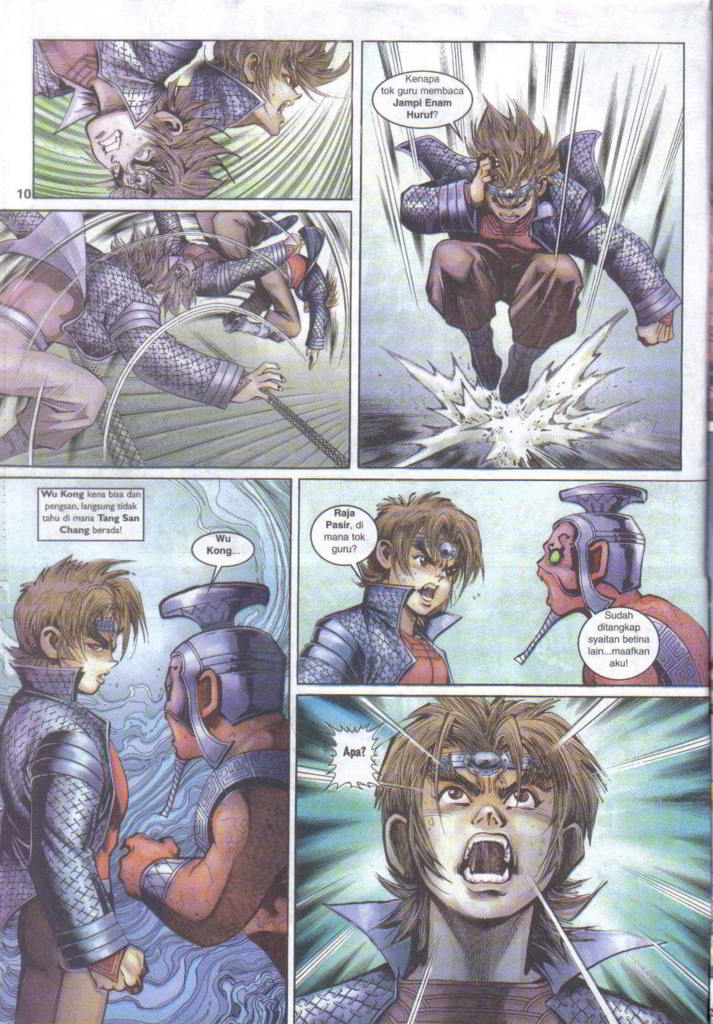 Kenapa
tok guru membaca
Jampi Enam
Huruf?
10
Wu Kong kena bisa dan
pengsan, langsung tidak
tahu di mana Tang San
Chang berada!
Wu
Kong...
Raja
Pasir, di
mana tok
guru?
Sudah
ditangkap
syaitan betina
lain...maafkan
aku!
Apa?